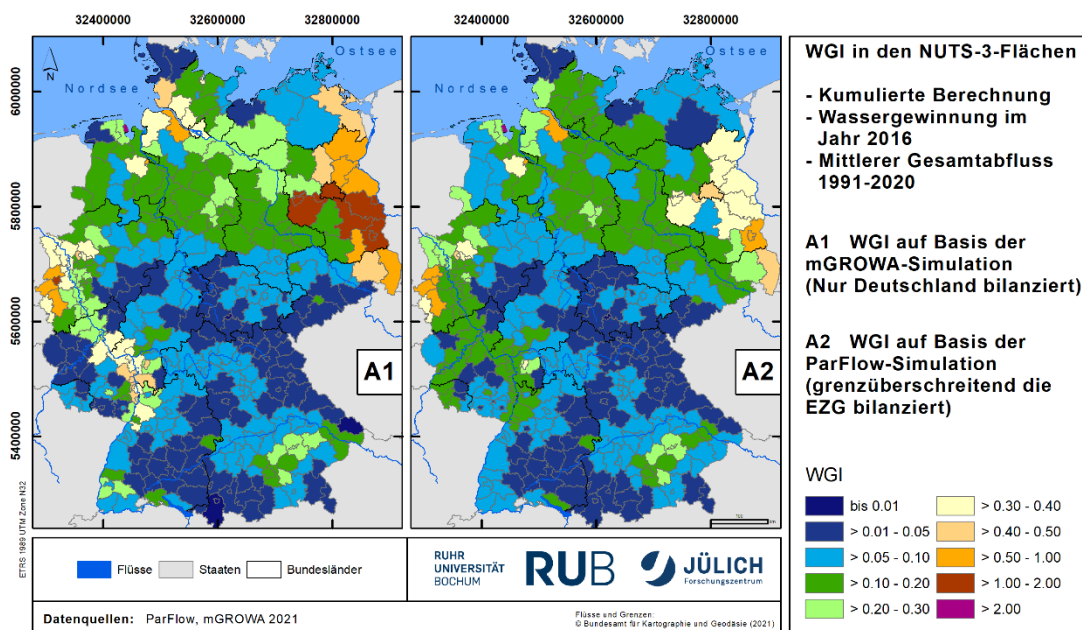 32400000 32600000 32800000
32400000 32600000 32800000
6000000
5800000
5600000
5400000
ETRS 1989 UTM Zone N32
N
Nordsee
Ostsee
A1
Nordsee
Ostsee
A2
100
WGI in den NUTS-3-Flächen
- Kumulierte Berechnung
- Wassergewinnung im
Jahr 2016
- Mittlerer Gesamtabfluss
1991-2020
A1 WGI auf Basis der
mGROWA-Simulation
(Nur Deutschland bilanziert)
A2 WGI auf Basis der
ParFlow-Simulation
(grenzüberschreitend die
EZG bilanziert)
WGI
bis 0.01
> 0.01 - 0.05
> 0.05 - 0.10
> 0.10 - 0.20
> 0.20 - 0.30
> 0.30 - 0.40
> 0.40 - 0.50
> 0.50 - 1.00
> 1.00 - 2.00
> 2.00
Flüsse
Staaten
Bundesländer
RUHR
UNIVERSITÄT
BOCHUM
RUB
JÜLICH
Forschungszentrum
Datenquellen: ParFlow, mGROWA 2021
Flüsse und Grenzen:
© Bundesamt für Kartographie und Geodäsie (2021)